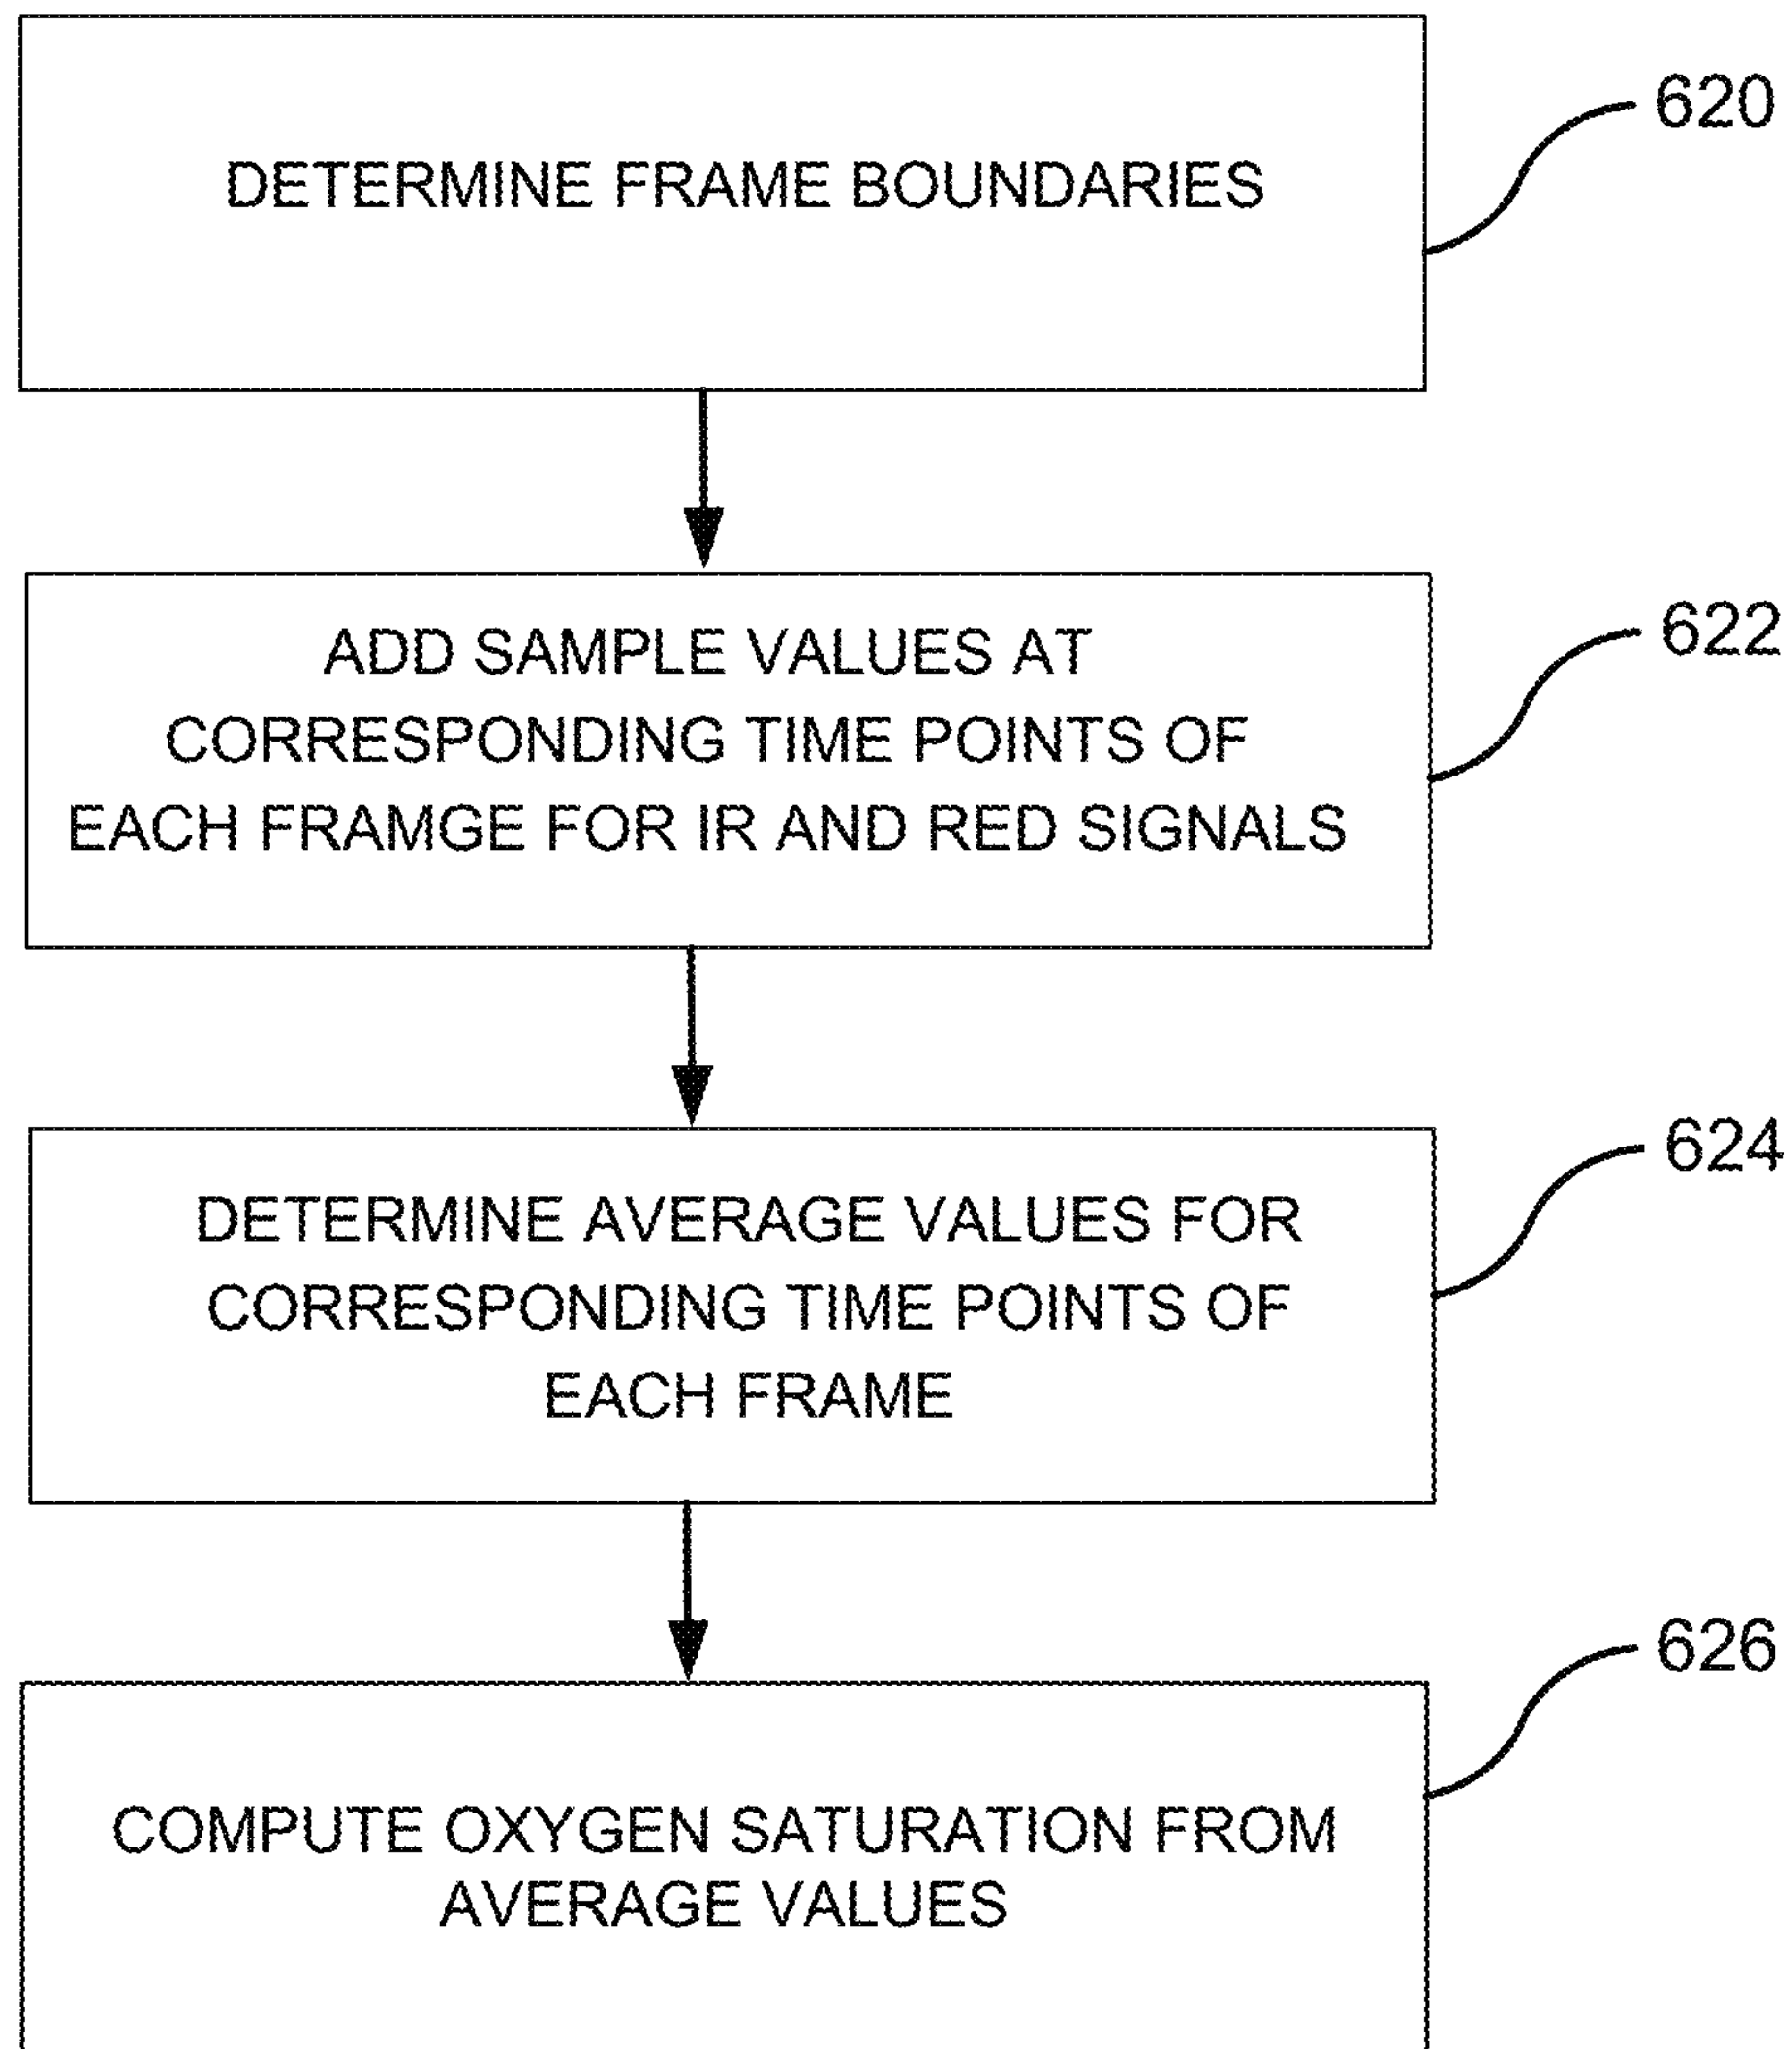 DETERMINE FRAME BOUNDARIES
620
ADD SAMPLE VALUES AT
CORRESPONDING TIME POINTS OF
EACH FRAMGE FOR IR AND RED SIGNALS
622
DETERMINE AVERAGE VALUES FOR
CORRESPONDING TIME POINTS OF
EACH FRAME
624
COMPUTE OXYGEN SATURATION FROM
AVERAGE VALUES
626